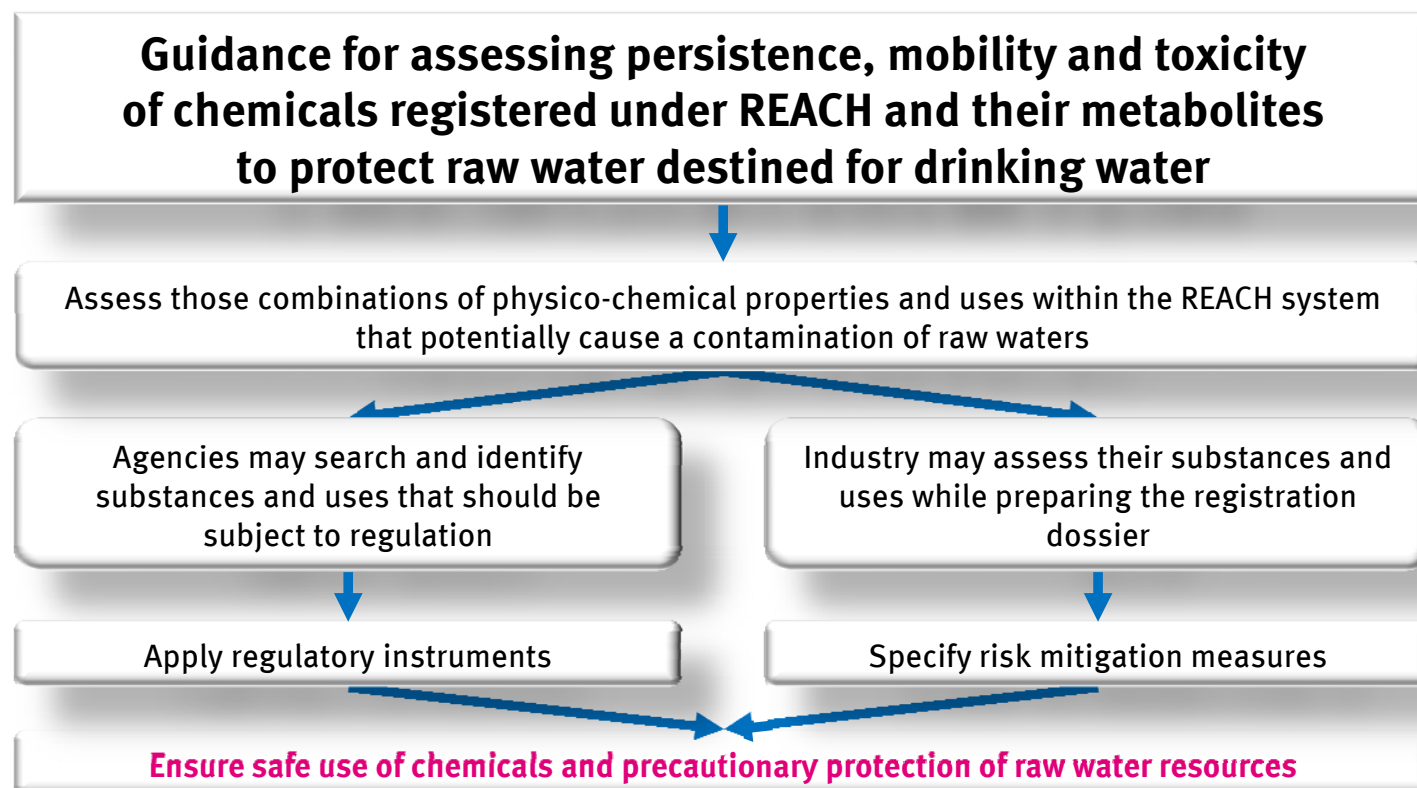 Guidance for assessing persistence, mobility and toxicity
of chemicals registered under REACH and their metabolites
to protect raw water destined for drinking water
Assess those combinations of physico-chemical properties and uses within the REACH system
that potentially cause a contamination of raw waters
Agencies may search and identify
substances and uses that should be
subject to regulation
Industry may assess their substances and
uses while preparing the registration
dossier
Apply regulatory instruments
Specify risk mitigation measures
Ensure safe use of chemicals and precautionary protection of raw water resources